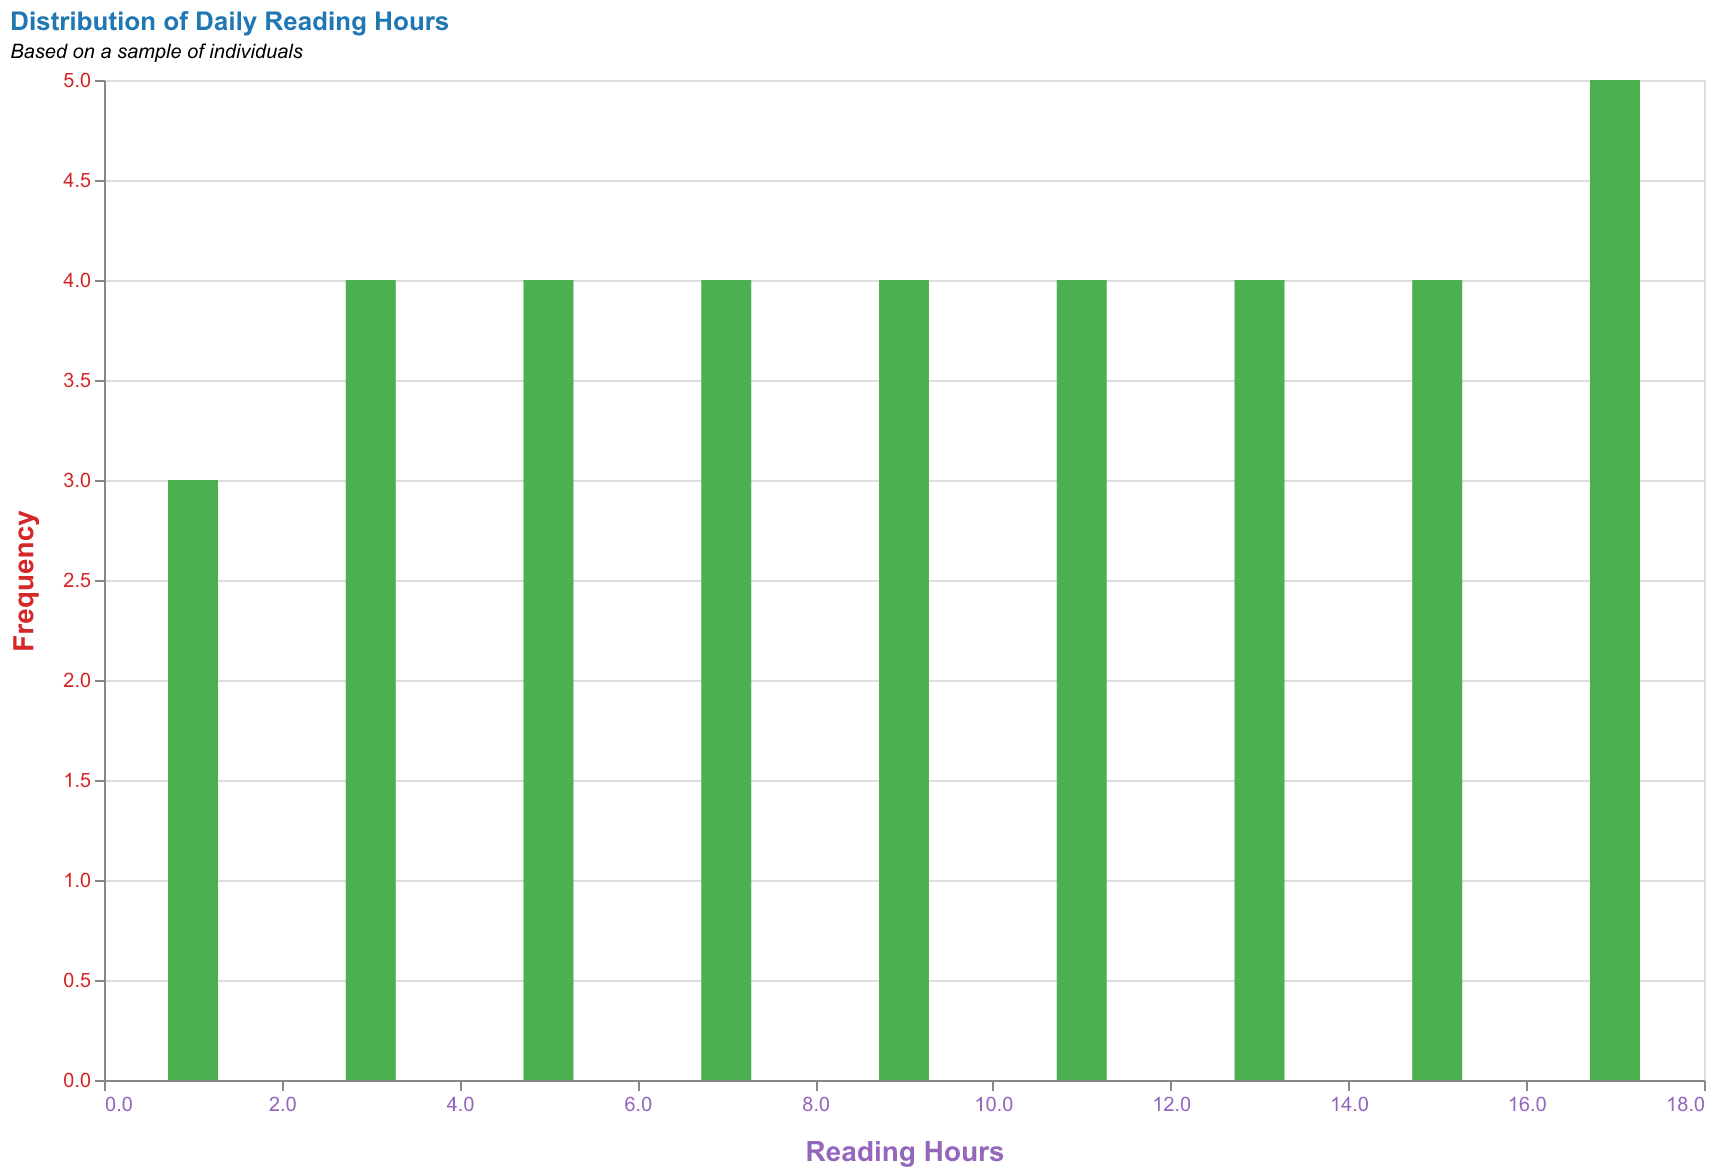 Distribution of Daily Reading Hours
Based on a sample of individuals
5.0
4.5
4.0
3.5
3.0
2.5
2.0
1.5
1.0
0.5
0.0
Frequency
0.0 2.0 4.0 6.0 8.0 10.0 12.0 14.0 16.0 18.0
Reading Hours